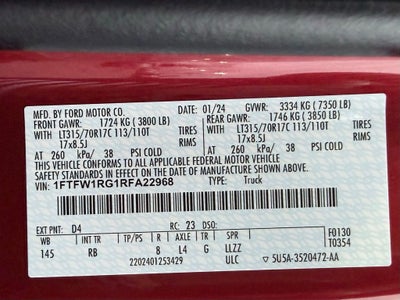 MFD. BY FORD MOTOR CO. 01/24 GVWR: 3334 KG ( 7350 LB)
FRONT GAWR: 1724 KG ( 3800 LB) REAR GAWR: 1746 KG ( 3850 LB)
LT315/70R17C 113/110T TIRES LT315/70R17C 113/110T TIRES
17x8.5J RIMS 17x8.5J RIMS
AT 260 kPa/ 38 PSI COLD AT 260 kPa/ 38 PSI COLD
THIS VEHICLE CONFORMS TO ALL APPLICABLE FEDERAL MOTOR VEHICLE
SAFETY STANDARDS IN EFFECT ON THE DATE OF MANUFACTURE SHOWN ABOVE.
VIN: 1FTFW1RG1RFA22968 TYPE: Truck
EXT PNT: D4 RC: 23 DSO: F0130
WB INT TR TP/PS R AXLE TR SPR T0354
145 RB 8 L4 G LLZZ
2202401253429 ULC 5U5A-3520472-AA